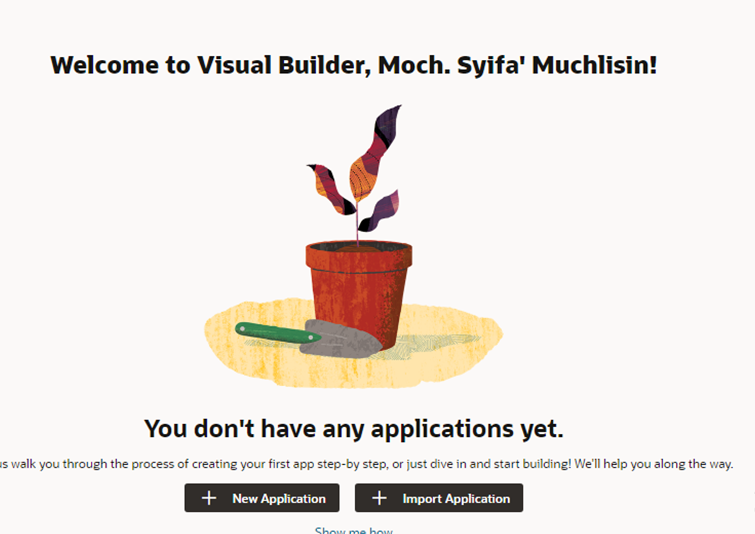 Welcome to Visual Builder, Moch. Syifa' Muchlisin!
You don't have any applications yet.
us walk you through the process of creating your first app step-by step, or just dive in and start building! We'll help you along the way.
New Application
Import Application
Show me how